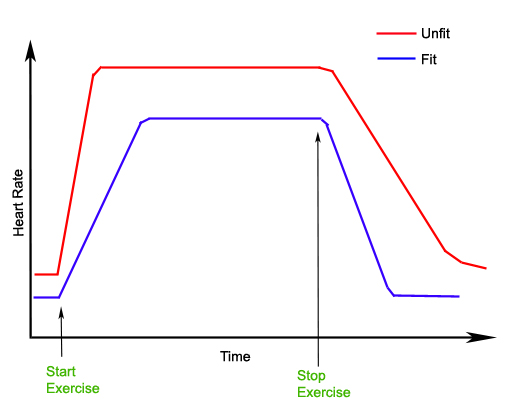 Unfit
Fit
Heart Rate
Time
Start
Exercise
Stop
Exercise